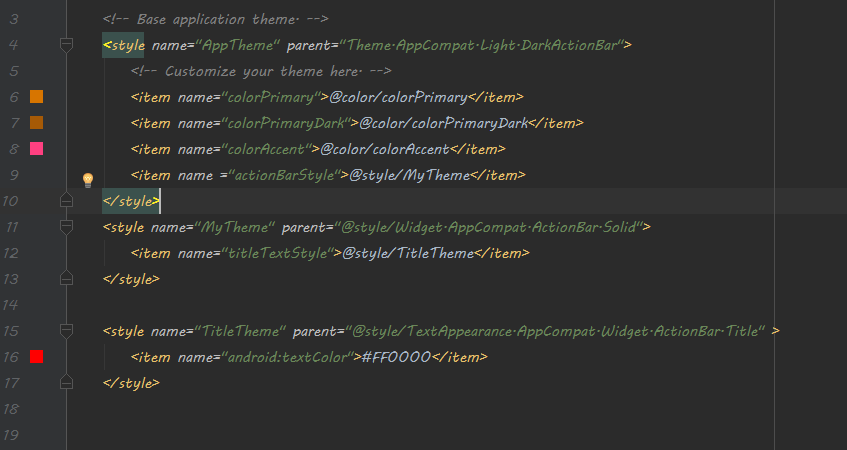 3 <!-- Base application theme. -->
4 <style name="AppTheme" parent="Theme.AppCompat.Light.DarkActionBar">
5 <!-- Customize your theme here. -->
6 <item name="colorPrimary">@color/colorPrimary</item>
7 <item name="colorPrimaryDark">@color/colorPrimaryDark</item>
8 <item name="colorAccent">@color/colorAccent</item>
9 <item name ="actionBarStyle">@style/MyTheme</item>
10 </style>
11 <style name="MyTheme" parent="@style/Widget.AppCompat.ActionBar.Solid">
12 <item name="titleTextStyle">@style/TitleTheme</item>
13 </style>
14
15 <style name="TitleTheme" parent="@style/TextAppearance.AppCompat.Widget.ActionBar.Title" >
16 <item name="android:textColor">#FF0000</item>
17 </style>
18
19